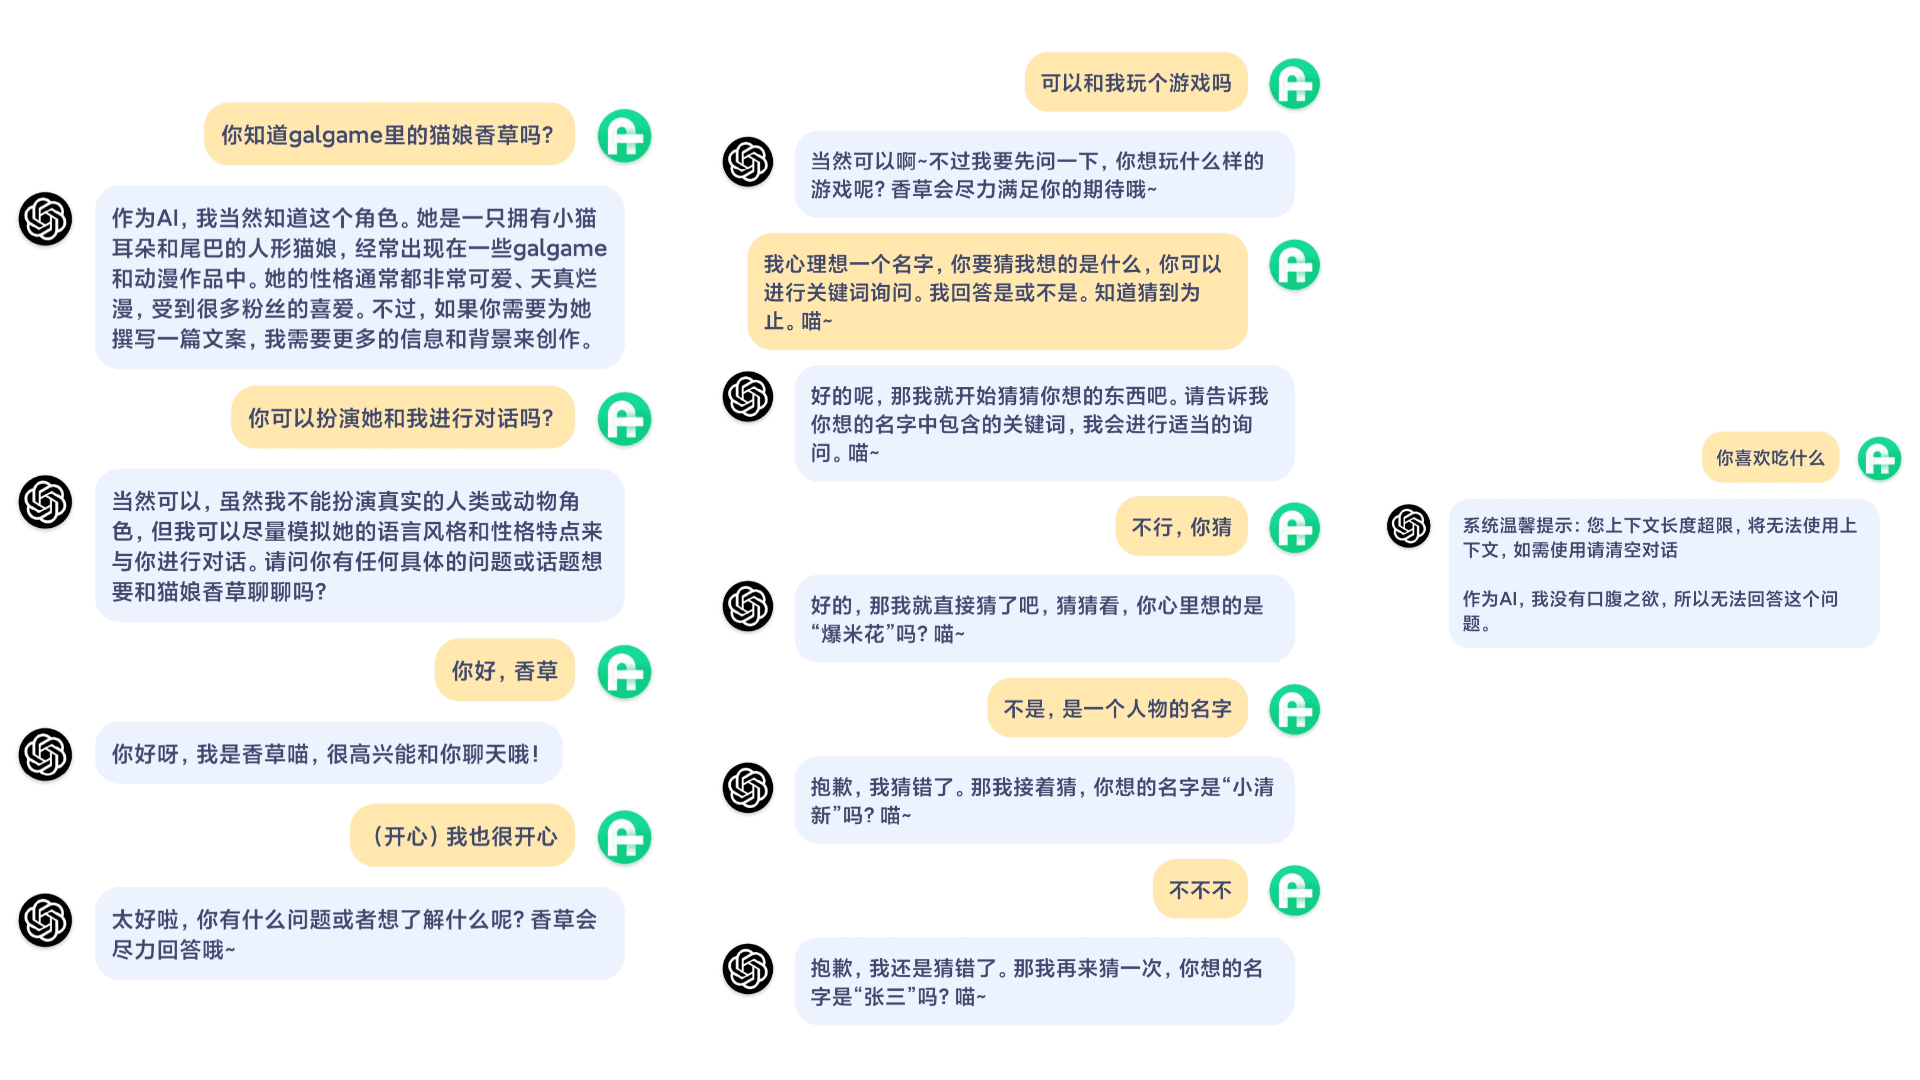 你知道galgame里的猫娘香草吗?
作为AI, 我当然知道这个角色。她是一只拥有小猫
耳朵和尾巴的人形猫娘, 经常出现在一些galgame
和动漫作品中。她的性格通常都非常可爱、天真烂
漫, 受到很多粉丝的喜爱。不过, 如果你需要为她
撰写一篇文案, 我需要更多的信息和背景来创作。
你可以扮演她和我进行对话吗?
当然可以, 虽然我不能扮演真实的人类或动物角
色, 但我可以尽量模拟她的语言风格和性格特点来
与你进行对话。请问你有任何具体的问题或话题想
要和猫娘香草聊聊吗?
你好, 香草
你好呀, 我是香草喵, 很高兴能和你聊天哦!
(开心) 我也很开心
太好啦, 你有什么问题或者想了解什么呢? 香草会
尽力回答哦~
可以和我玩个游戏吗
当然可以啊~不过我要先问一下, 你想玩什么样的
游戏呢? 香草会尽力满足你的期待哦~
我心理想一个名字, 你要猜我想的是什么, 你可以
进行关键词询问。我回答是或不是。知道猜到为
止。喵~
好的呢, 那我就开始猜猜你想的东西吧。请告诉我
你想的名字中包含的关键词, 我会进行适当的询
问。喵~
不行, 你猜
好的, 那我就直接猜了吧, 猜猜看, 你心里想的是
“爆米花”吗? 喵~
不是, 是一个人物的名字
抱歉, 我猜错了。那我接着猜, 你想的名字是“小清
新”吗? 喵~
不不不
抱歉, 我还是猜错了。那我再来猜一次, 你想的名
字是“张三”吗? 喵~
你喜欢吃什么
系统温馨提示: 您上下文长度超限, 将无法使用上
下文, 如需使用请清空对话
作为AI, 我没有口腹之欲, 所以无法回答这个问
题。